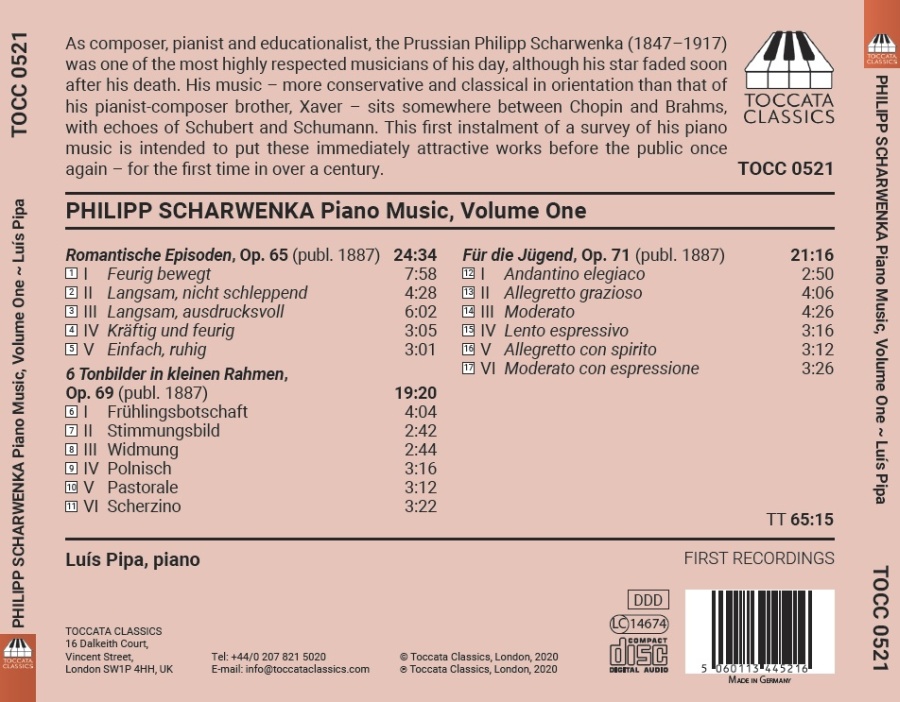 TOCC 0521
PHILIPP SCHARWENKA Piano Music, Volume One ~ Luís Pipa
TOCCATA
CLASSICS
As composer, pianist and educationalist, the Prussian Philipp Scharwenka (1847–1917)
was one of the most highly respected musicians of his day, although his star faded soon
after his death. His music – more conservative and classical in orientation than that of
his pianist-composer brother, Xaver – sits somewhere between Chopin and Brahms,
with echoes of Schubert and Schumann. This first instalment of a survey of his piano
music is intended to put these immediately attractive works before the public once
again – for the first time in over a century.
TOCCATA
CLASSICS
TOCC 0521
PHILIPP SCHARWENKA Piano Music, Volume One
Romantische Episoden, Op. 65 (publ. 1887) 24:34
1 I Feurig bewegt 7:58
2 II Langsam, nicht schleppend 4:28
3 III Langsam, ausdrucksvoll 6:02
4 IV Kräftig und feurig 3:05
5 V Einfach, ruhig 3:01
6 Tonbilder in kleinen Rahmen,
Op. 69 (publ. 1887) 19:20
6 I Frühlingsbotschaft 4:04
7 II Stimmungsbild 2:42
8 III Widmung 2:44
9 IV Polnisch 3:16
10 V Pastorale 3:12
11 VI Scherzino 3:22
Für die Jügend, Op. 71 (publ. 1887) 21:16
12 I Andantino elegiaco 2:50
13 II Allegretto grazioso 4:06
14 III Moderato 4:26
15 IV Lento espressivo 3:16
16 V Allegretto con spirito 3:12
17 VI Moderato con espressione 3:26
TT 65:15
Luís Pipa, piano
FIRST RECORDINGS
TOCCATA CLASSICS
16 Dalkeith Court,
Vincent Street,
London SW1P 4HH, UK
Tel: +44/0 207 821 5020
E-mail: info@toccataclassics.com
© Toccata Classics, London, 2020
℗ Toccata Classics, London, 2020
DDD
LC 14674
COMPACT
disc
DIGITAL AUDIO
5 060113 445216
MADE IN GERMANY
TOCCATA
CLASSICS
PHILIPP SCHARWENKA Piano Music, Volume One ~ Luís Pipa
TOCC 0521